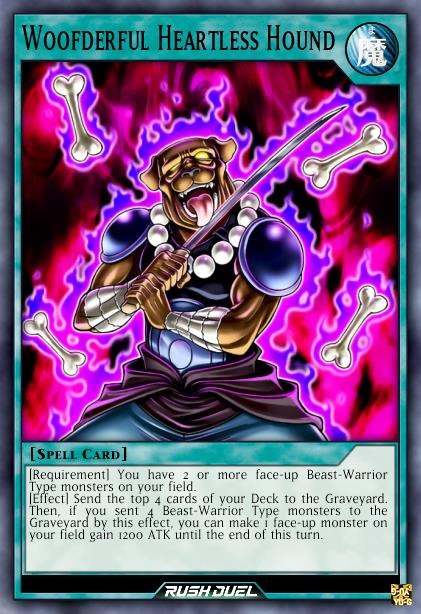 Woofderful Heartless Hound
ま
魔
[Spell Card]
[Requirement] You have 2 or more face-up Beast-Warrior
Type monsters on your field.
[Effect] Send the top 4 cards of your Deck to the Graveyard.
Then, if you sent 4 Beast-Warrior Type monsters to the
Graveyard by this effect, you can make 1 face-up monster on
your field gain 1200 ATK until the end of this turn.
RUSH DUEL